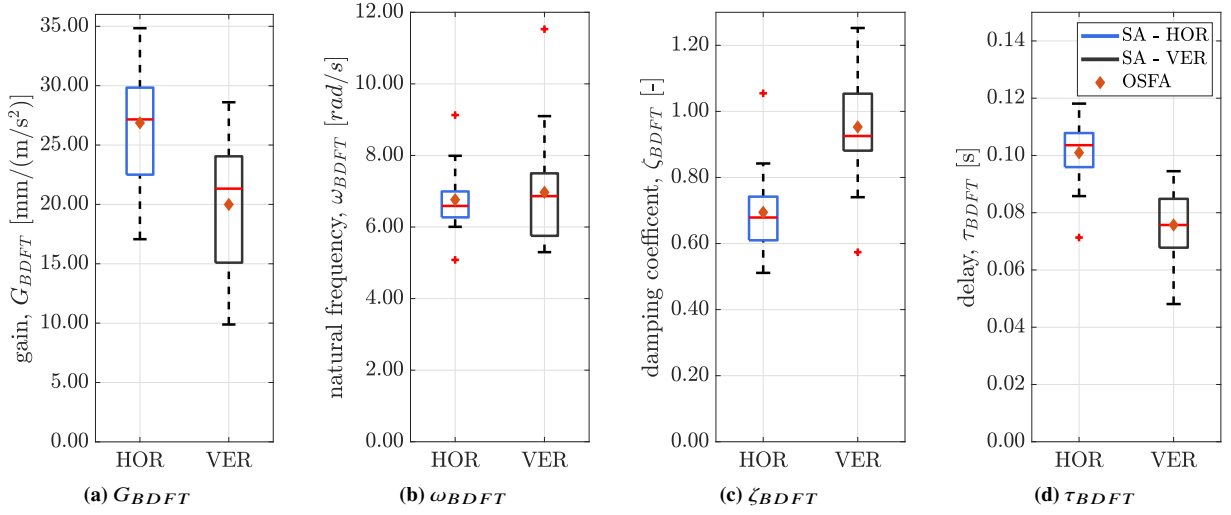 gain, G_BDFT [mm/(m/s²)]
35.00
30.00
25.00
20.00
15.00
10.00
5.00
0.00
HOR VER
(a) G_BDFT
natural frequency, ω_BDFT [rad/s]
12.00
10.00
8.00
6.00
4.00
2.00
0.00
HOR VER
(b) ω_BDFT
damping coefficent, ζ_BDFT [-]
1.20
1.00
0.80
0.60
0.40
0.20
0.00
HOR VER
(c) ζ_BDFT
delay, τ_BDFT [s]
0.14
0.12
0.10
0.08
0.06
0.04
0.02
0.00
SA - HOR
SA - VER
OSFA
HOR VER
(d) τ_BDFT